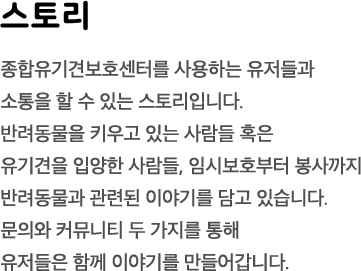 스토리
종합유기견보호센터를 사용하는 유저들과
소통을 할 수 있는 스토리입니다.
반려동물을 키우고 있는 사람들 혹은
유기견을 입양한 사람들, 임시보호부터 봉사까지
반려동물과 관련된 이야기를 담고 있습니다.
문의와 커뮤니티 두 가지를 통해
유저들은 함께 이야기를 만들어갑니다.